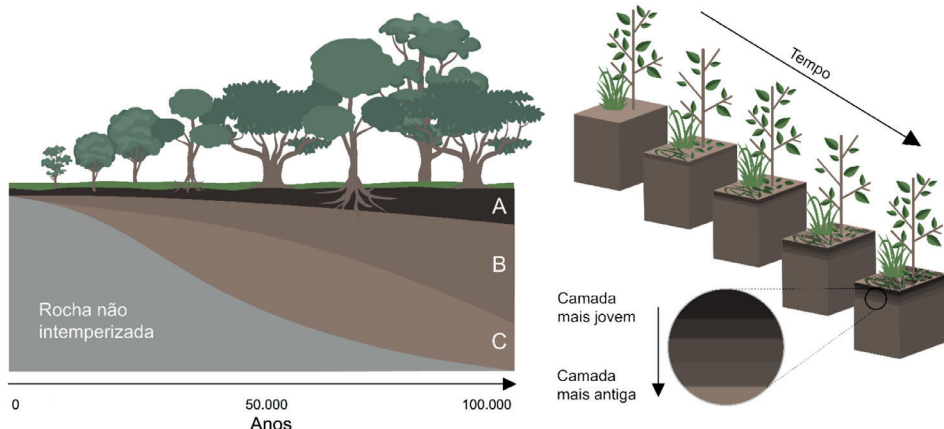 A
B
C
Rocha não
intemperizada
0
50.000
100.000
Anos
Tempo
Camada
mais jovem
Camada
mais antiga